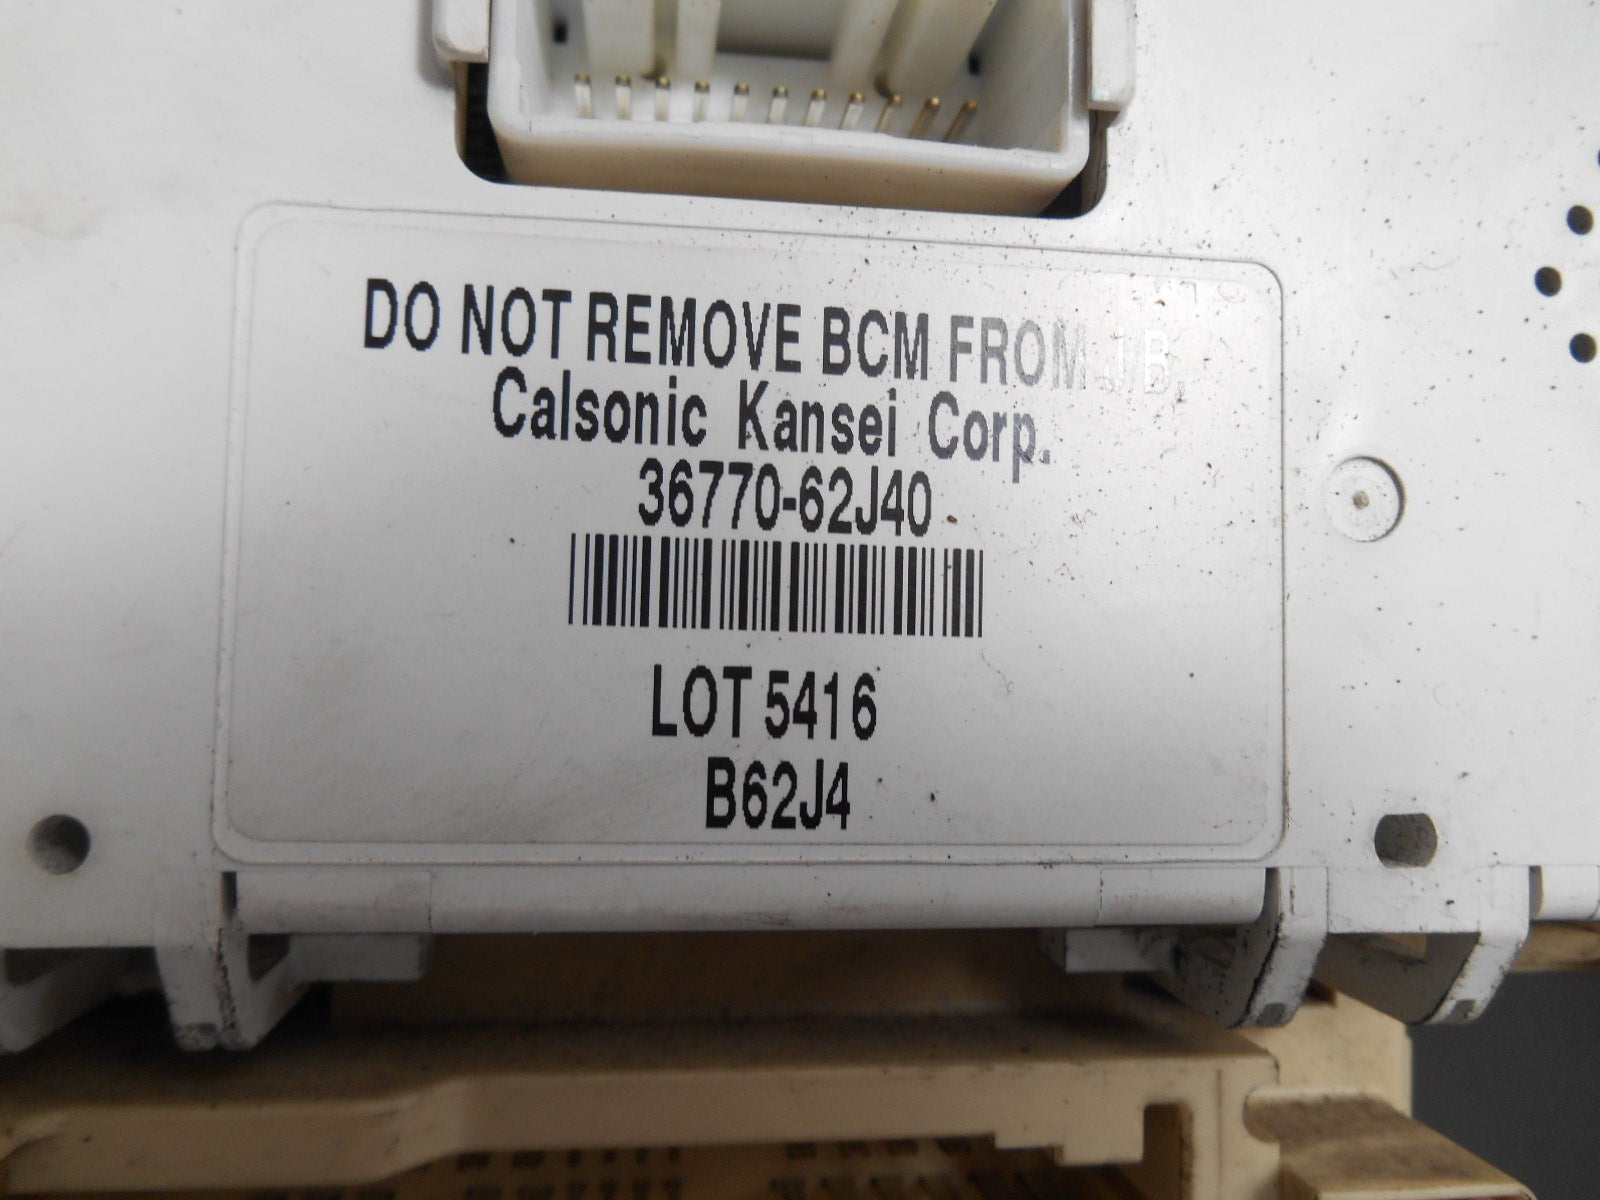 DO NOT REMOVE BCM FROM J/B.
Calsonic Kansei Corp.
36770-62J40
LOT 5416
B62J4